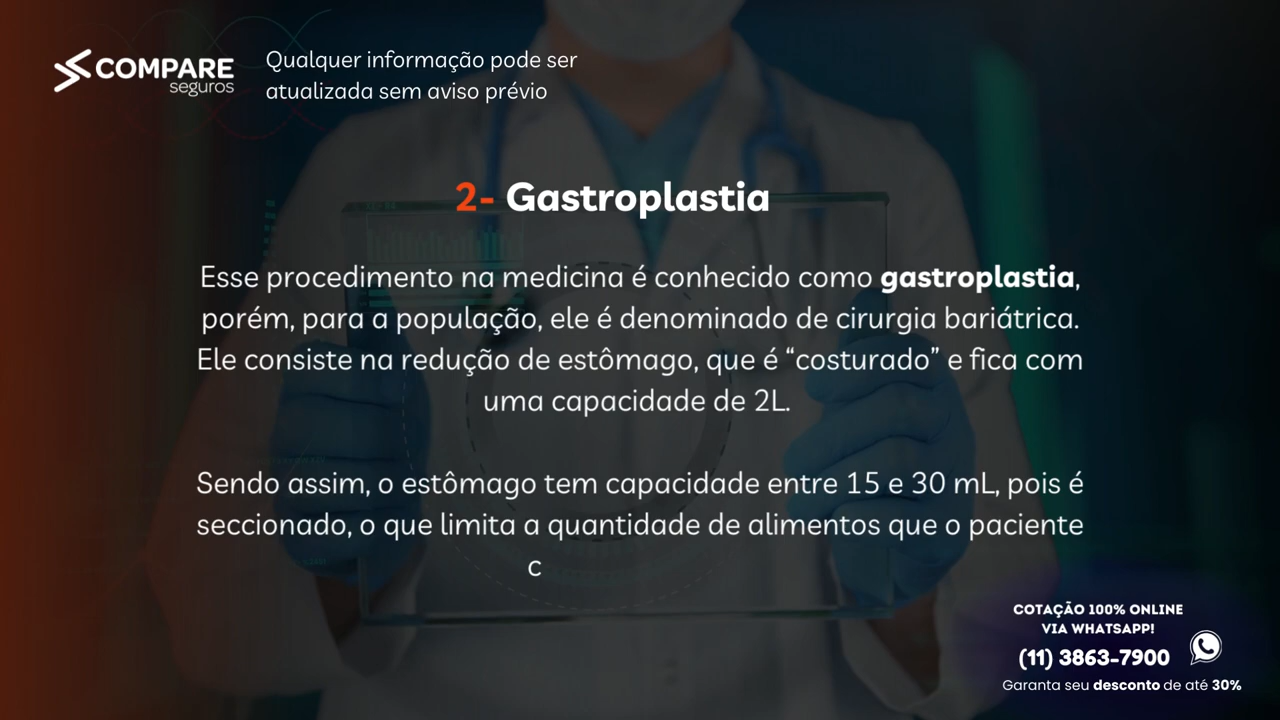 COMPARE
seguros
Qualquer informação pode ser
atualizada sem aviso prévio
2- Gastroplastia
Esse procedimento na medicina é conhecido como gastroplastia,
porém, para a população, ele é denominado de cirurgia bariátrica.
Ele consiste na redução de estômago, que é “costurado” e fica com
uma capacidade de 2L.
Sendo assim, o estômago tem capacidade entre 15 e 30 mL, pois é
seccionado, o que limita a quantidade de alimentos que o paciente
c
COTAÇÃO 100% ONLINE
VIA WHATSAPP!
(11) 3863-7900
Garanta seu desconto de até 30%